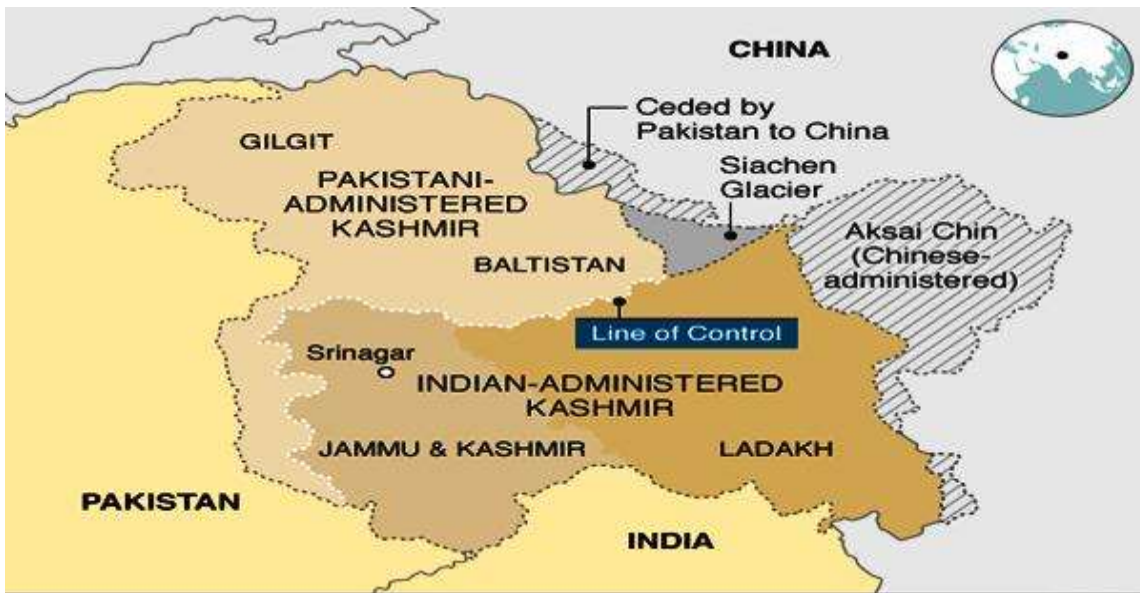 CHINA
Ceded by
Pakistan to China
GILGIT
Siachen
Glacier
PAKISTANI-
ADMINISTERED
KASHMIR
Aksai Chin
(Chinese-
administered)
BALTISTAN
Line of Control
Srinagar
INDIAN-ADMINISTERED
KASHMIR
JAMMU & KASHMIR
LADAKH
PAKISTAN
INDIA